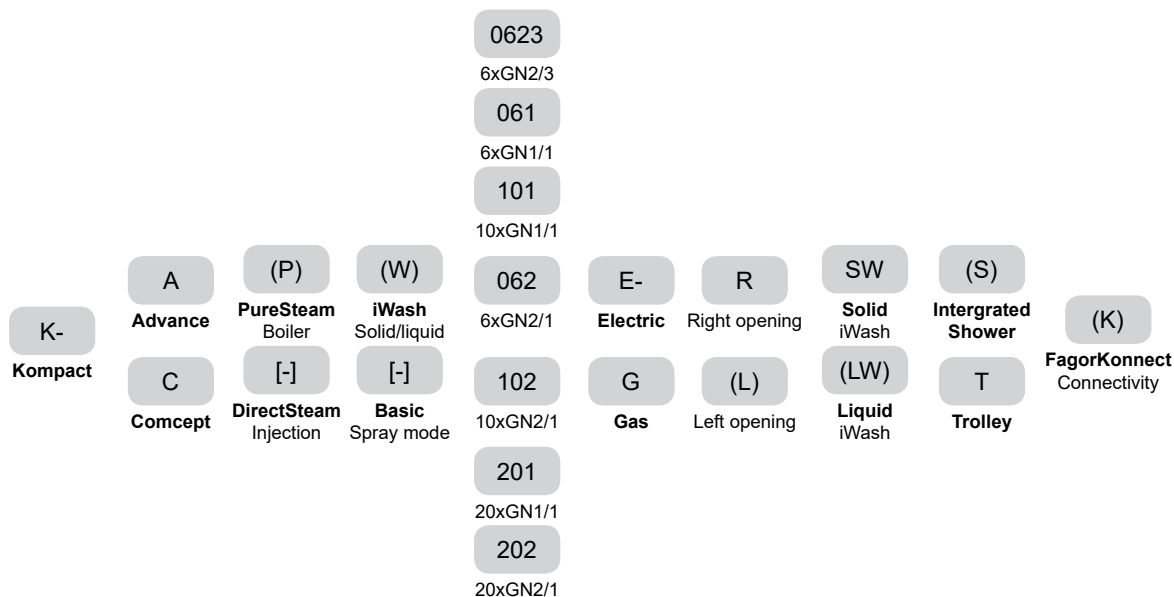 K-
Kompact
A
Advance
C
Comcept
(P)
PureSteam
Boiler
[-]
DirectSteam
Injection
(W)
iWash
Solid/liquid
[-]
Basic
Spray mode
0623
6xGN2/3
061
6xGN1/1
101
10xGN1/1
062
6xGN2/1
102
10xGN2/1
201
20xGN1/1
202
20xGN2/1
E-
Electric
G
Gas
R
Right opening
(L)
Left opening
SW
Solid
iWash
(LW)
Liquid
iWash
(S)
Intergrated
Shower
T
Trolley
(K)
FagorKonnect
Connectivity